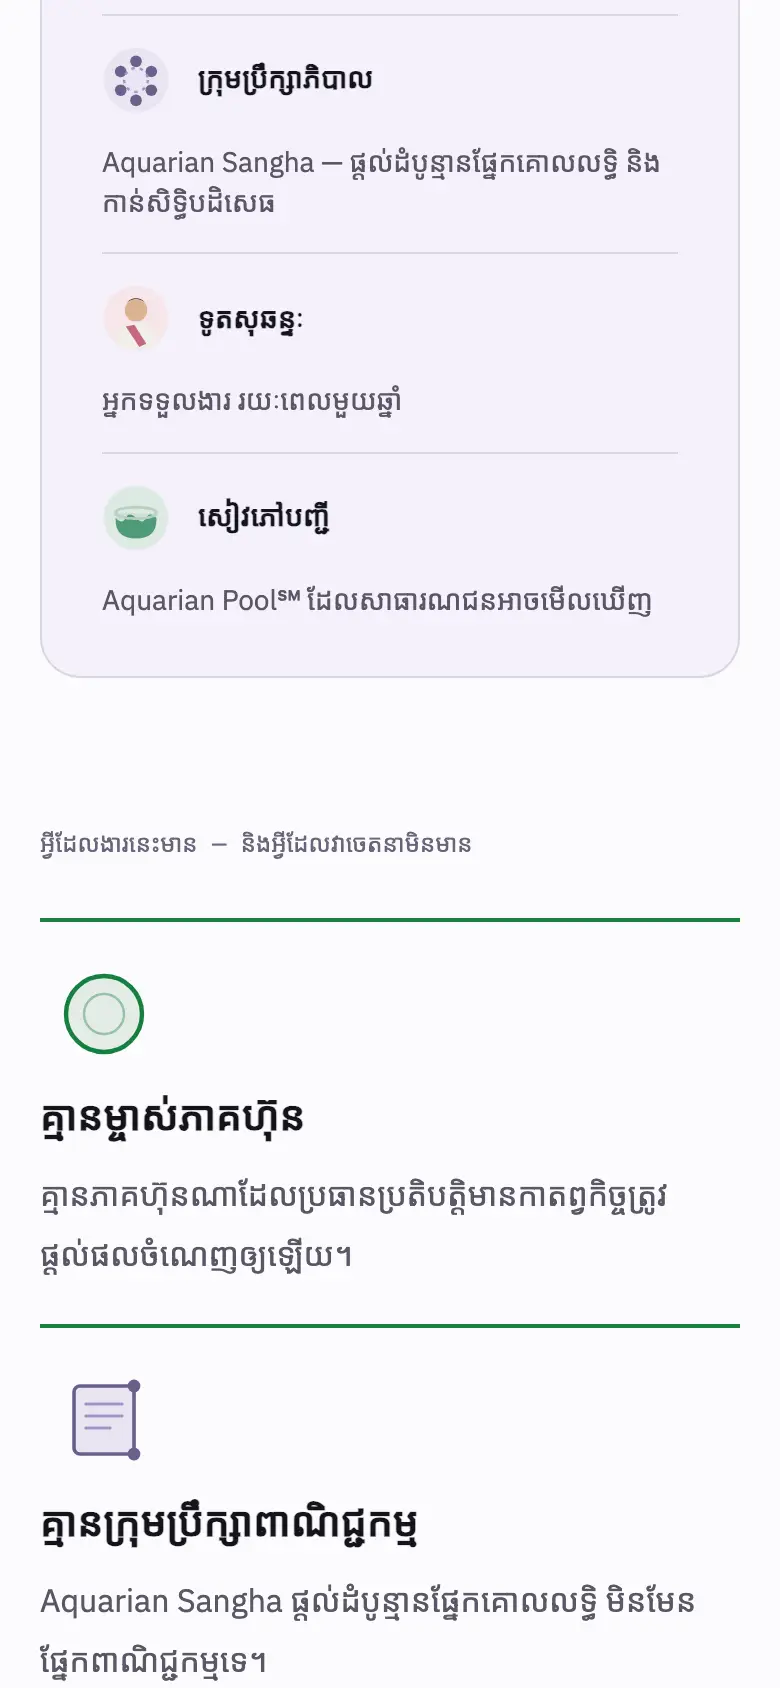 ក្រុមប្រឹក្សាភិបាល
Aquarian Sangha — ផ្តល់ដំបូន្មានផ្នែកគោលលទ្ធិ និង
កាន់សិទ្ធិបដិសេធ
ទូតសុឆន្ទៈ
អ្នកទទួលងារ រយៈពេលមួយឆ្នាំ
សៀវភៅបញ្ជី
Aquarian Pool℠ ដែលសាធារណជនអាចមើលឃើញ
អ្វីដែលងារនេះមាន — និងអ្វីដែលវាចេតនាមិនមាន
គ្មានម្ចាស់ភាគហ៊ុន
គ្មានភាគហ៊ុនណាដែលប្រធានប្រតិបត្តិមានកាតព្វកិច្ចត្រូវ
ផ្តល់ផលចំណេញឲ្យឡើយ។
គ្មានក្រុមប្រឹក្សាពាណិជ្ជកម្ម
Aquarian Sangha ផ្តល់ដំបូន្មានផ្នែកគោលលទ្ធិ មិនមែន
ផ្នែកពាណិជ្ជកម្មទេ។